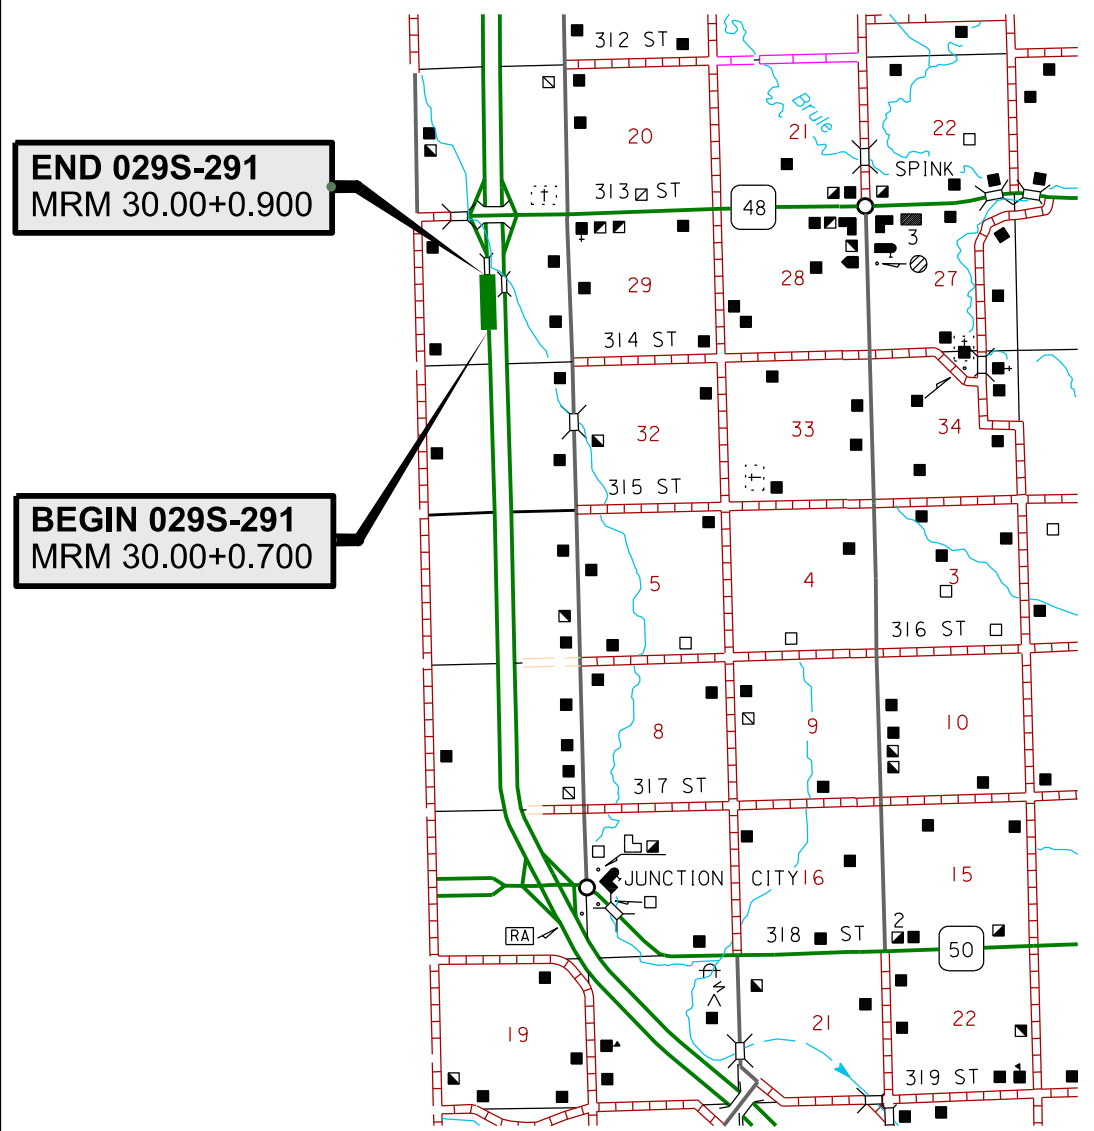 312 ST
20
21
22
Brule
END 029S-291
MRM 30.00+0.900
SPINK
313 ST
48
3
29
28
27
314 ST
32
33
34
315 ST
BEGIN 029S-291
MRM 30.00+0.700
5
4
3
316 ST
8
9
10
317 ST
JUNCTION CITY
16
15
RA
318 ST
2
50
19
21
22
319 ST